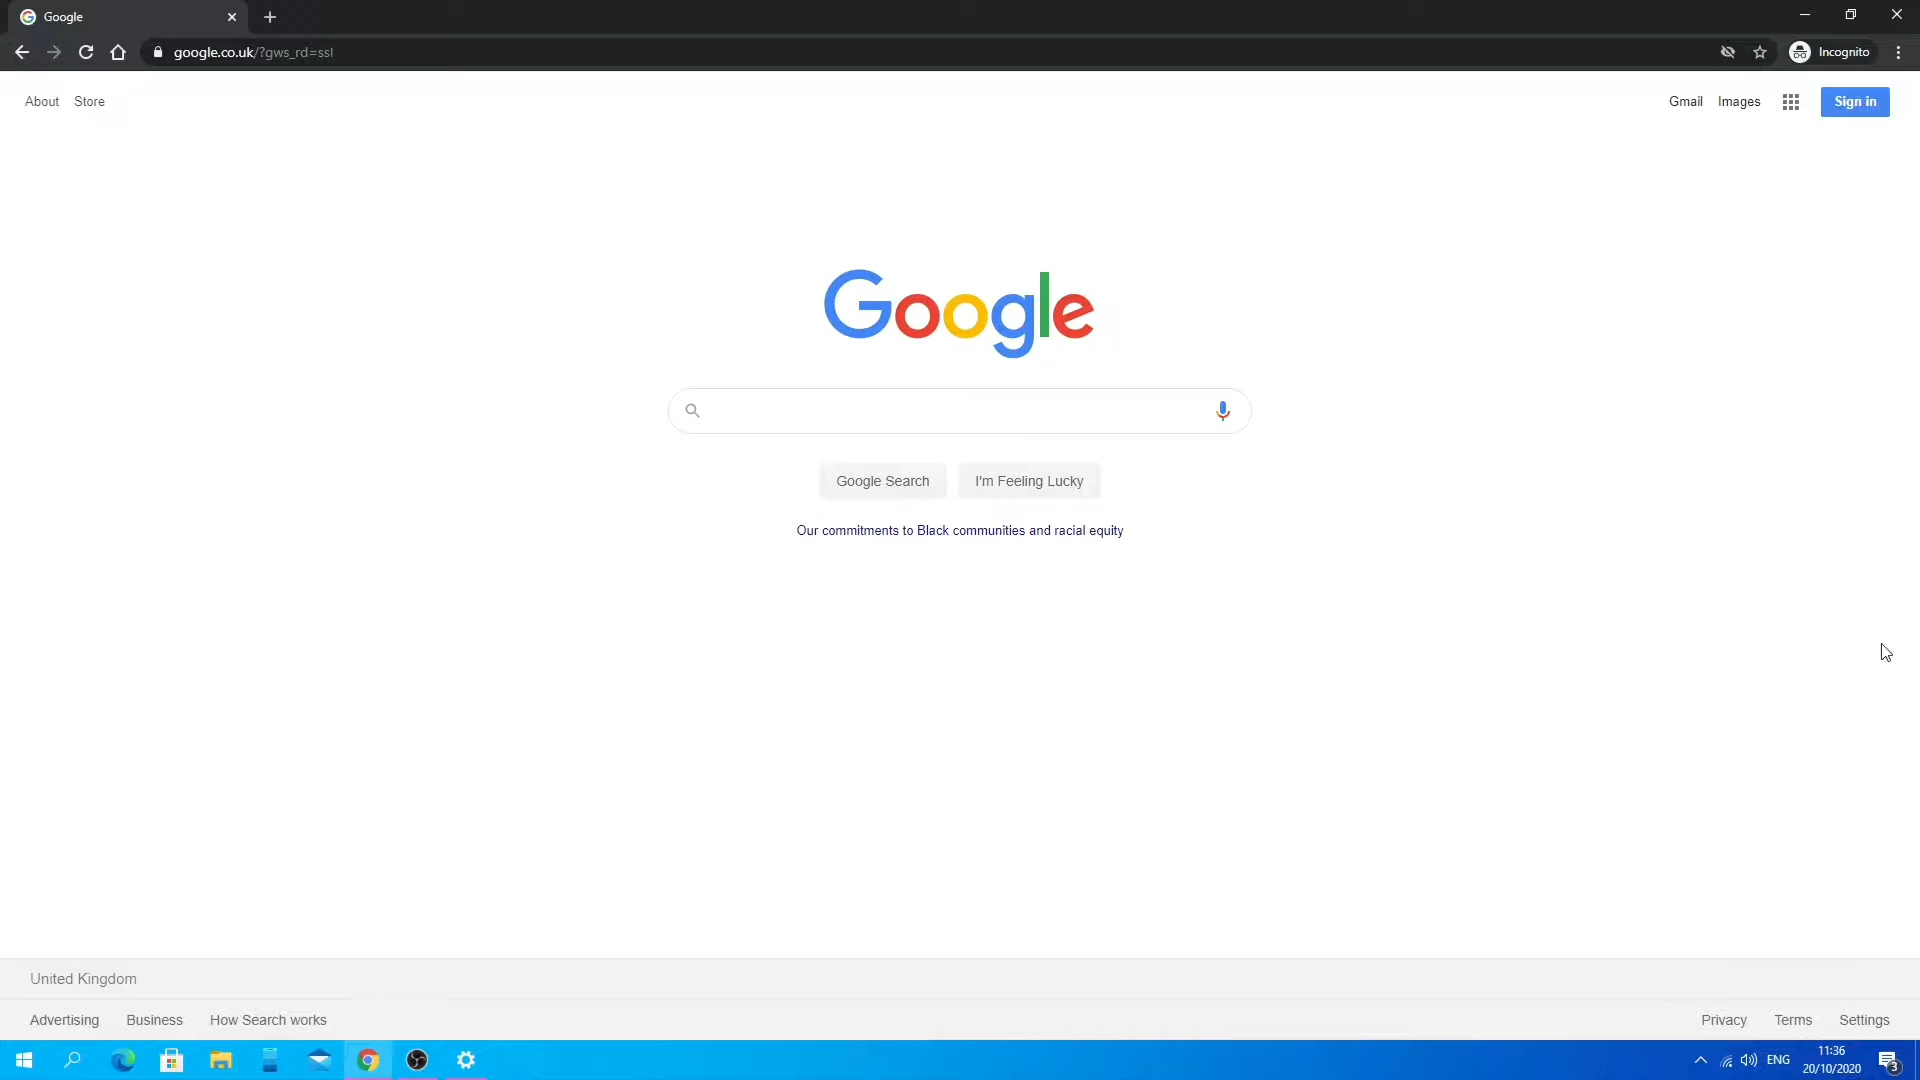 Google
google.co.uk/?gws_rd=ssl
Incognito
About Store
Gmail Images Sign in
Google
Google Search I'm Feeling Lucky
Our commitments to Black communities and racial equity
United Kingdom
Advertising Business How Search works
Privacy Terms Settings
ENG
11:36
20/10/2020
3